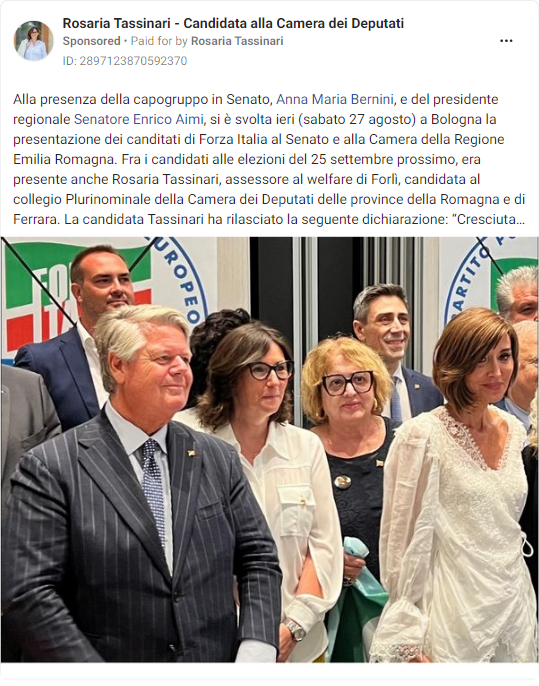 Rosaria Tassinari - Candidata alla Camera dei Deputati
Sponsored • Paid for by Rosaria Tassinari
ID: 2897123870592370
Alla presenza della capogruppo in Senato, Anna Maria Bernini, e del presidente
regionale Senatore Enrico Aimi, si è svolta ieri (sabato 27 agosto) a Bologna la
presentazione dei canditati di Forza Italia al Senato e alla Camera della Regione
Emilia Romagna. Fra i candidati alle elezioni del 25 settembre prossimo, era
presente anche Rosaria Tassinari, assessore al welfare di Forlì, candidata al
collegio Plurinominale della Camera dei Deputati delle province della Romagna e di
Ferrara. La candidata Tassinari ha rilasciato la seguente dichiarazione: “Cresciuta...
FO
ITA
EUROPEO
PARTITO PO